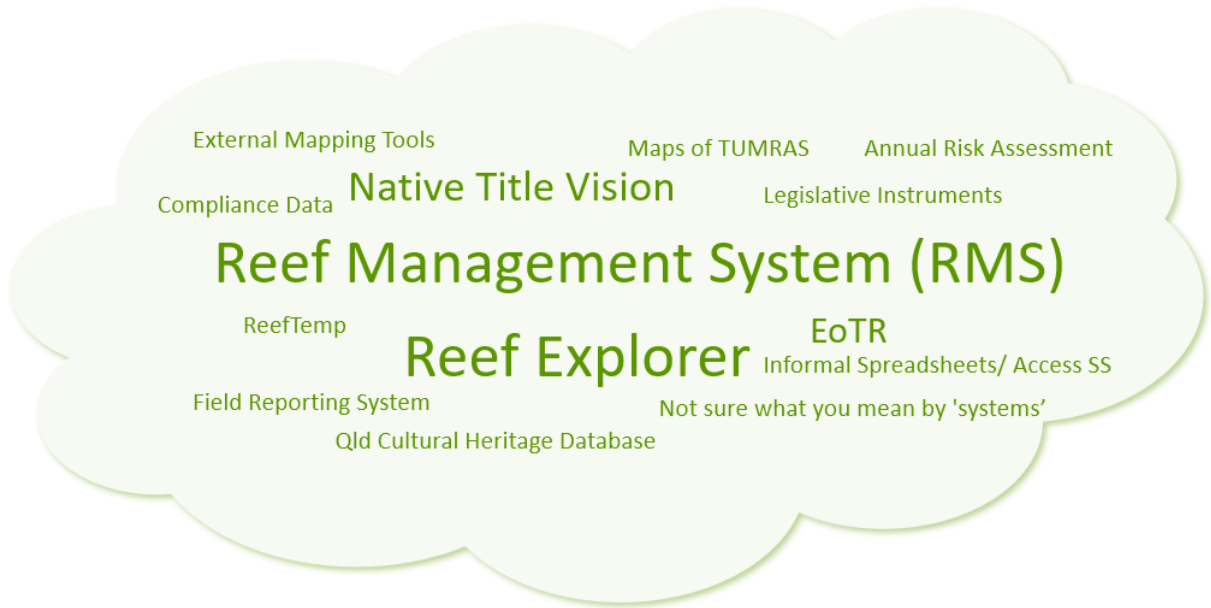 External Mapping Tools
Maps of TUMRAS
Annual Risk Assessment
Native Title Vision
Legislative Instruments
Compliance Data
Reef Management System (RMS)
ReefTemp
EoTR
Reef Explorer
Informal Spreadsheets/ Access SS
Field Reporting System
Not sure what you mean by 'systems’
Qld Cultural Heritage Database